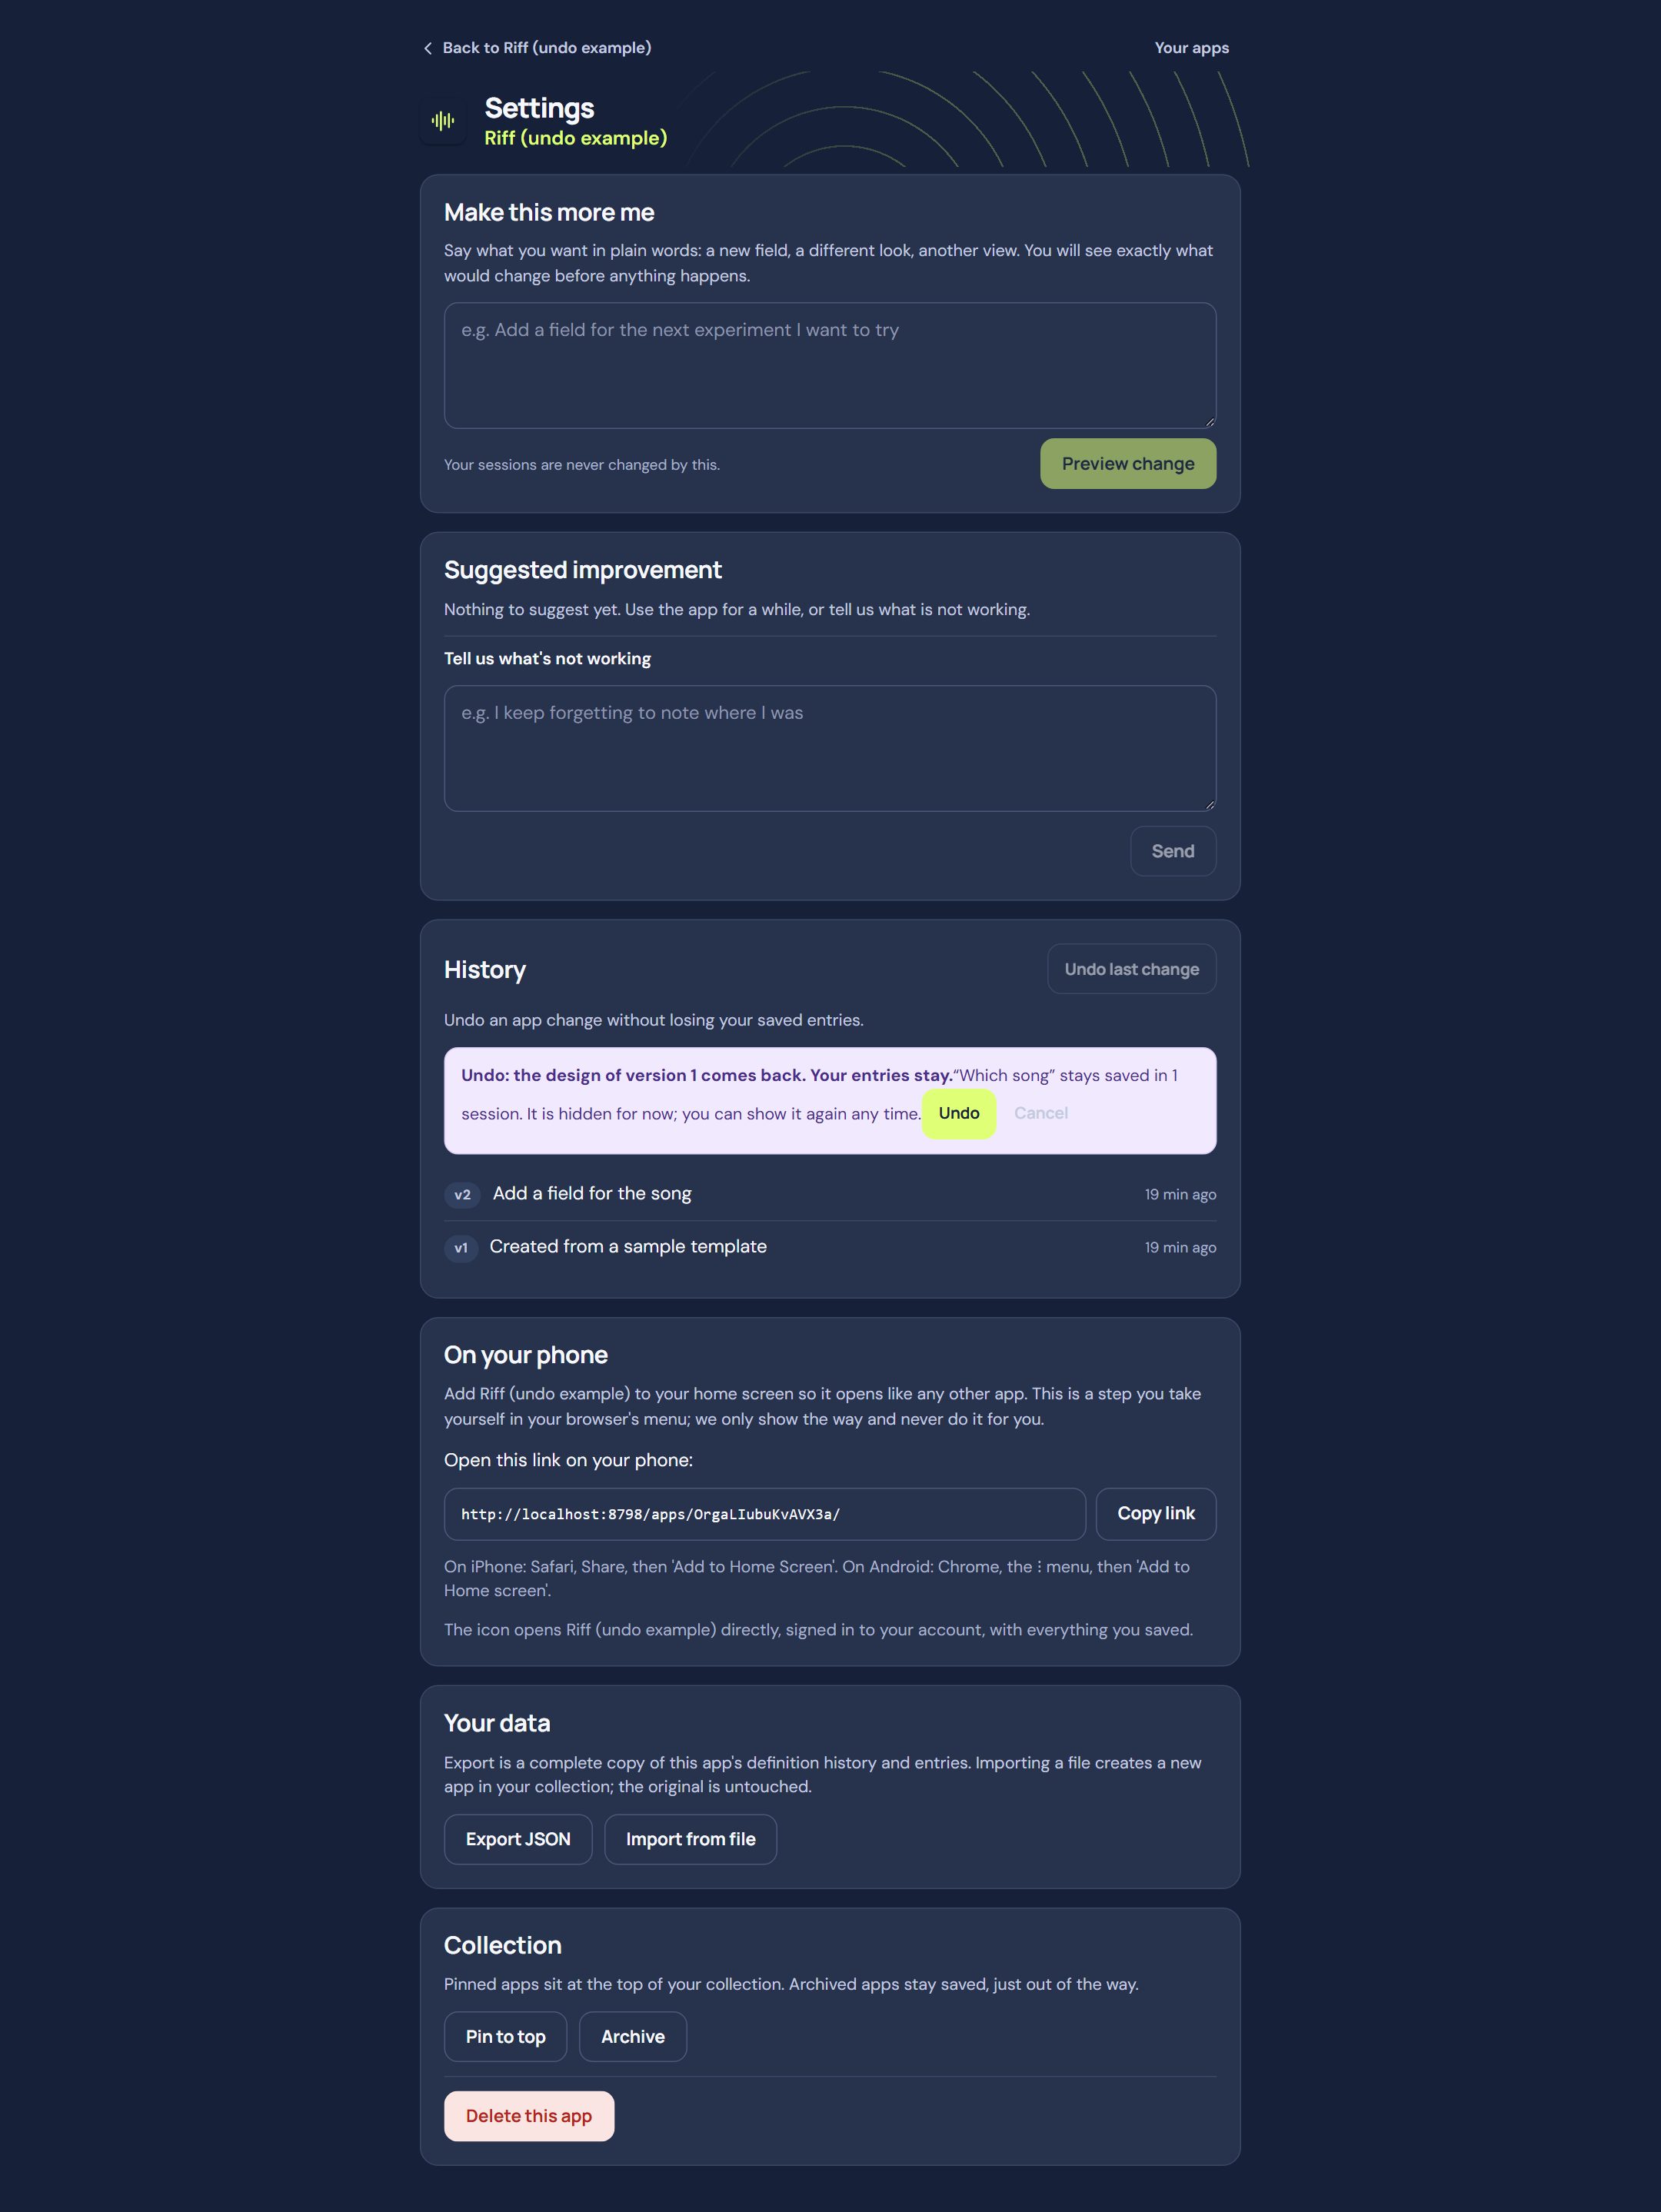 Back to Riff (undo example)
Your apps
Settings
Riff (undo example)
Make this more me
Say what you want in plain words: a new field, a different look, another view. You will see exactly what
would change before anything happens.
e.g. Add a field for the next experiment I want to try
Your sessions are never changed by this.
Preview change
Suggested improvement
Nothing to suggest yet. Use the app for a while, or tell us what is not working.
Tell us what's not working
e.g. I keep forgetting to note where I was
Send
History
Undo last change
Undo an app change without losing your saved entries.
Undo: the design of version 1 comes back. Your entries stay.“Which song” stays saved in 1
session. It is hidden for now; you can show it again any time.
Undo
Cancel
v2
Add a field for the song
19 min ago
v1
Created from a sample template
19 min ago
On your phone
Add Riff (undo example) to your home screen so it opens like any other app. This is a step you take
yourself in your browser's menu; we only show the way and never do it for you.
Open this link on your phone:
http://localhost:8798/apps/OrgaLIubuKvAVX3a/
Copy link
On iPhone: Safari, Share, then 'Add to Home Screen'. On Android: Chrome, the ⋮ menu, then 'Add to
Home screen'.
The icon opens Riff (undo example) directly, signed in to your account, with everything you saved.
Your data
Export is a complete copy of this app's definition history and entries. Importing a file creates a new
app in your collection; the original is untouched.
Export JSON
Import from file
Collection
Pinned apps sit at the top of your collection. Archived apps stay saved, just out of the way.
Pin to top
Archive
Delete this app